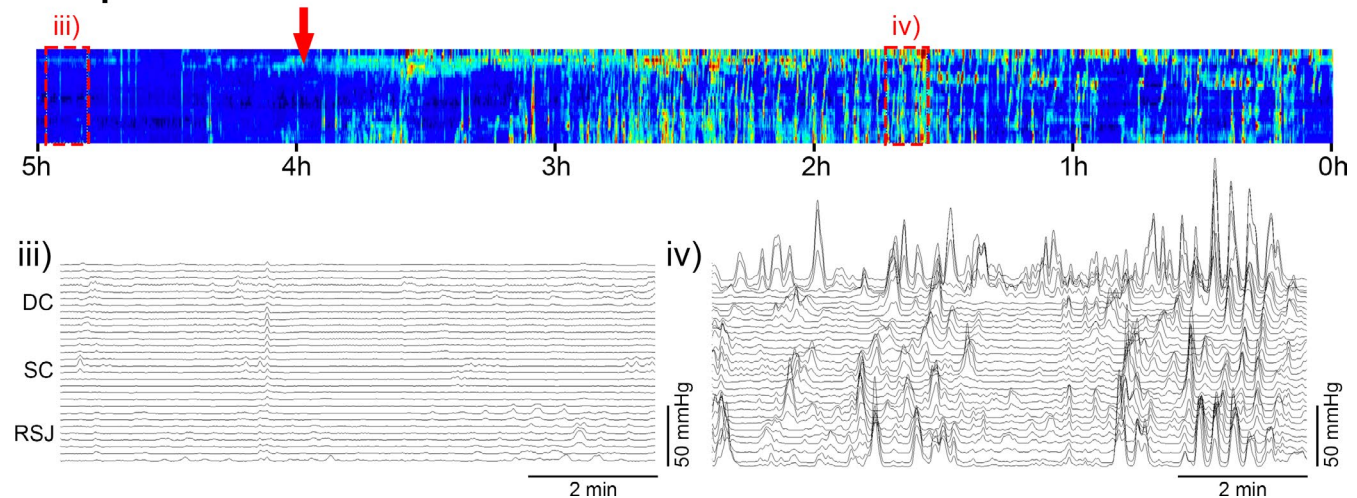 iii)
iv)
5h 4h 3h 2h 1h 0h
iii)
iv)
DC
SC
RSJ
50 mmHg
50 mmHg
2 min
2 min